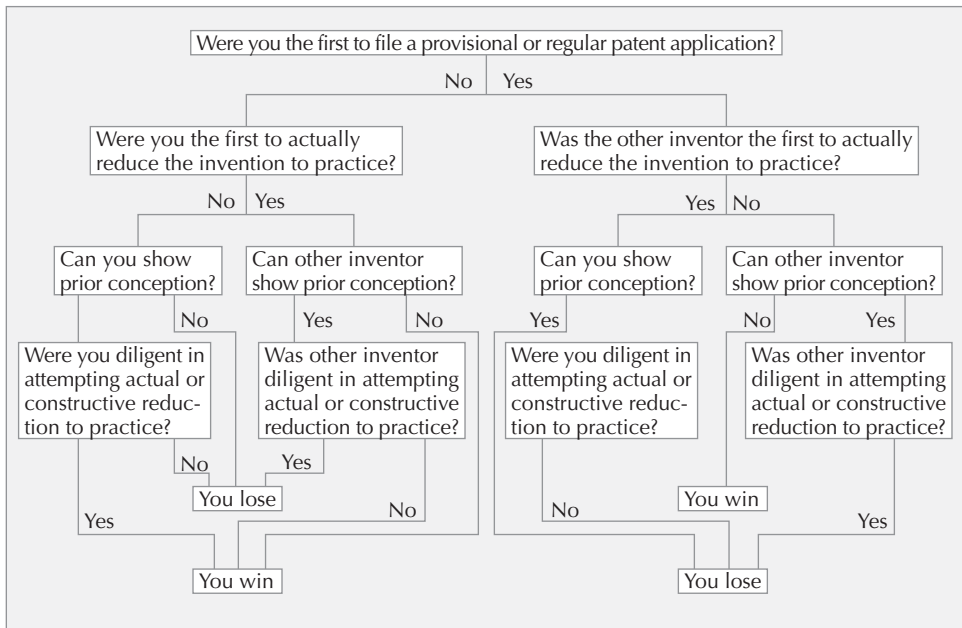 Were you the first to file a provisional or regular patent application?
No Yes
Were you the first to actually
reduce the invention to practice?
Was the other inventor the first to actually
reduce the invention to practice?
No Yes
Yes No
Can you show
prior conception?
Can other inventor
show prior conception?
Can you show
prior conception?
Can other inventor
show prior conception?
No
Yes
No
Yes
No
Yes
Were you diligent in
attempting actual or
constructive reduc-
tion to practice?
Was other inventor
diligent in attempting
actual or constructive
reduction to practice?
Were you diligent in
attempting actual or
constructive reduc-
tion to practice?
Was other inventor
diligent in attempting
actual or constructive
reduction to practice?
No
Yes
You lose
You win
Yes
No
No
Yes
You win
You lose